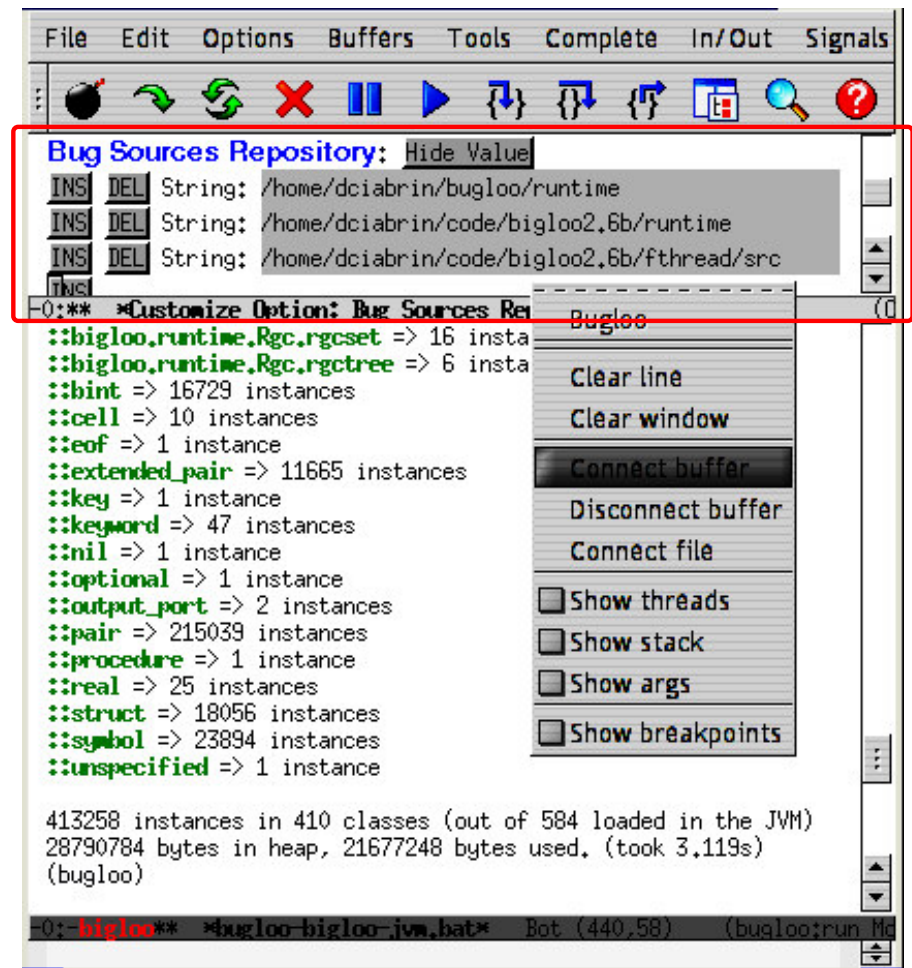 File Edit Options Buffers Tools Complete In/Out Signals
Bug Sources Repository: Hide Value
INS DEL String: /home/dciabrin/bugloo/runtime
INS DEL String: /home/dciabrin/code/bigloo2.6b/runtime
INS DEL String: /home/dciabrin/code/bigloo2.6b/fthread/src
INS
-0:** *Customize Option: Bug Sources Re
::bigloo.runtime.Rgc.rgcset => 16 insta
::bigloo.runtime.Rgc.rgctree => 6 insta
::bint => 16729 instances
::cell => 10 instances
::eof => 1 instance
::extended_pair => 11665 instances
::key => 1 instance
::keyword => 47 instances
::nil => 1 instance
::optional => 1 instance
::output_port => 2 instances
::pair => 215039 instances
::procedure => 1 instance
::real => 25 instances
::struct => 18056 instances
::symbol => 23894 instances
::unspecified => 1 instance
Bugloo
Clear line
Clear window
Connect buffer
Disconnect buffer
Connect file
Show threads
Show stack
Show args
Show breakpoints
413258 instances in 410 classes (out of 584 loaded in the JVM)
28790784 bytes in heap, 21677248 bytes used. (took 3.119s)
(bugloo)
-0:-bigloo** *bugloo-bigloo-jvm.bat* Bot (440,58) (bugloo:run Mo